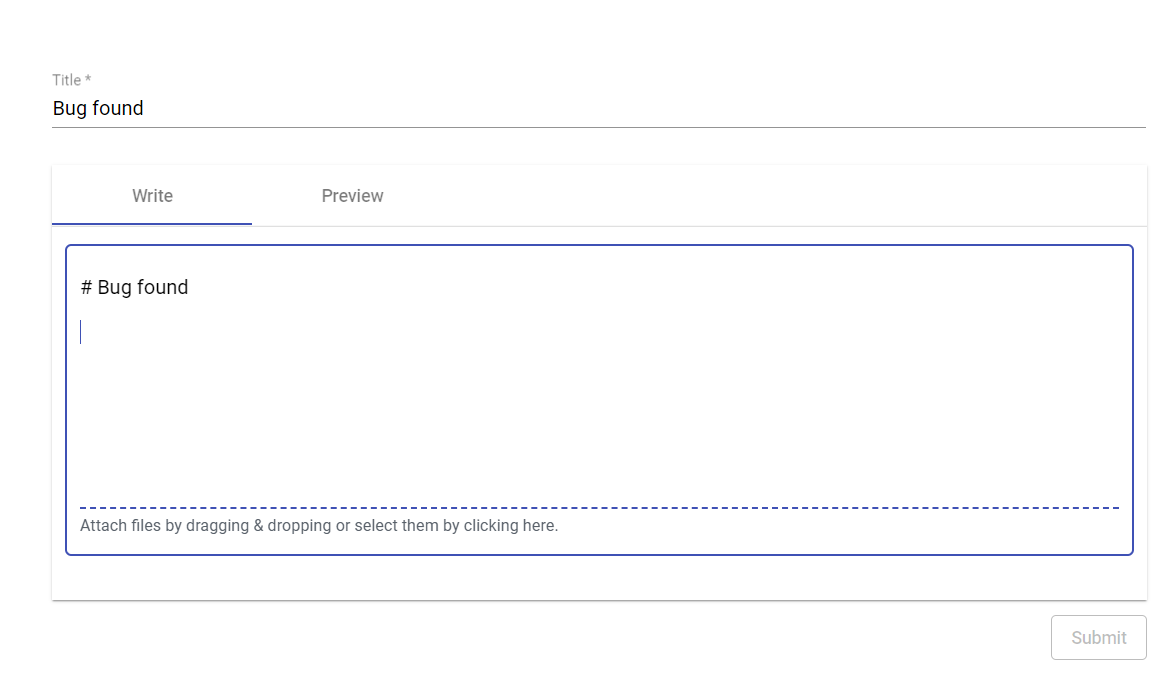 Title *
Bug found
Write Preview
# Bug found
Attach files by dragging & dropping or select them by clicking here.
Submit